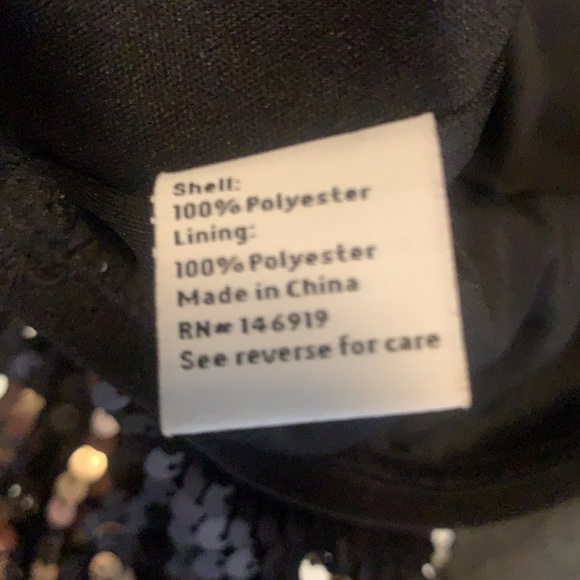 Shell:
100% Polyester
Lining:
100% Polyester
Made in China
RN# 146919
See reverse for care